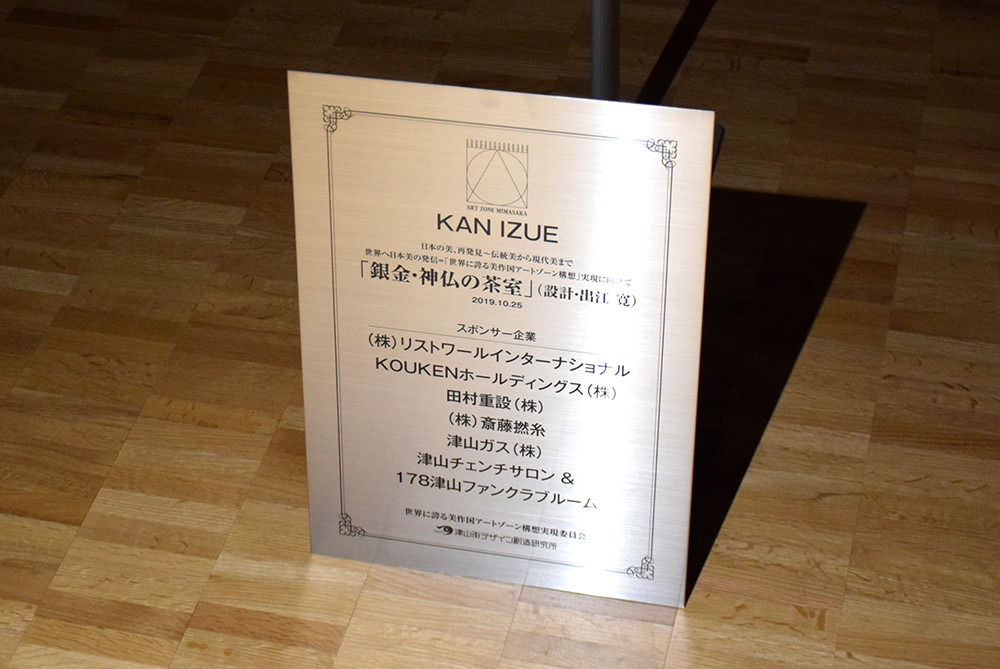 ART ZONE MIMASAKA
KAN IZUE
日本の美、再発見～伝統美から現代美まで
世界へ日本美の発信=「世界に誇る美作国アートゾーン構想」実現に向けて
「銀金・神仏の茶室」(設計・出江 寛)
2019.10.25
スポンサー企業
(株)リストワールインターナショナル
KOUKENホールディングス(株)
田村重設(株)
(株)斎藤撚糸
津山ガス(株)
津山チェンチサロン &
178津山ファンクラブルーム
世界に誇る美作国アートゾーン構想実現委員会
津山街デザイン創造研究所